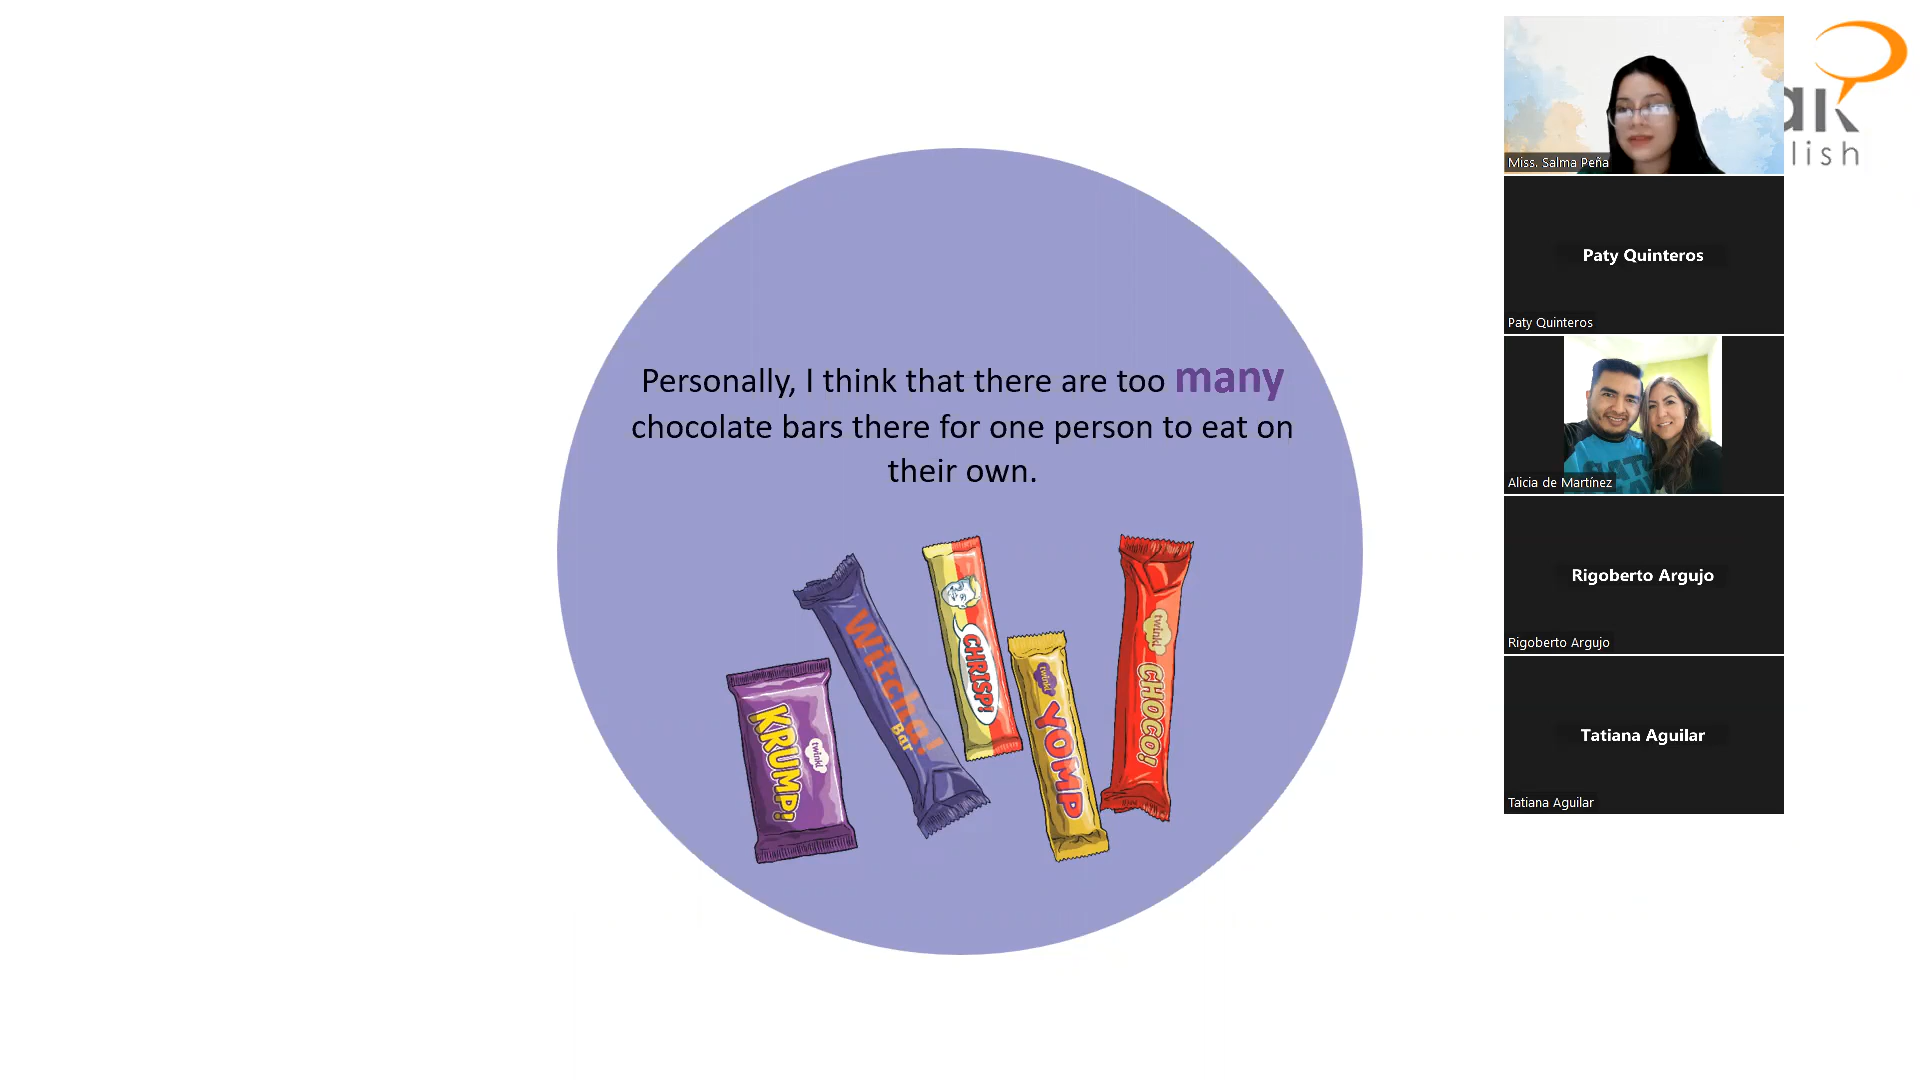 Personally, I think that there are too many
chocolate bars there for one person to eat on
their own.
KRUMP!
twinkl
Witcha!
Bar
CHRISP!
twinkl
YOMP
twinkl
CHOCO!
Miss. Salma Peña
Paty Quinteros
Paty Quinteros
Alicia de Martínez
Rigoberto Argujo
Rigoberto Argujo
Tatiana Aguilar
Tatiana Aguilar
ak
lish